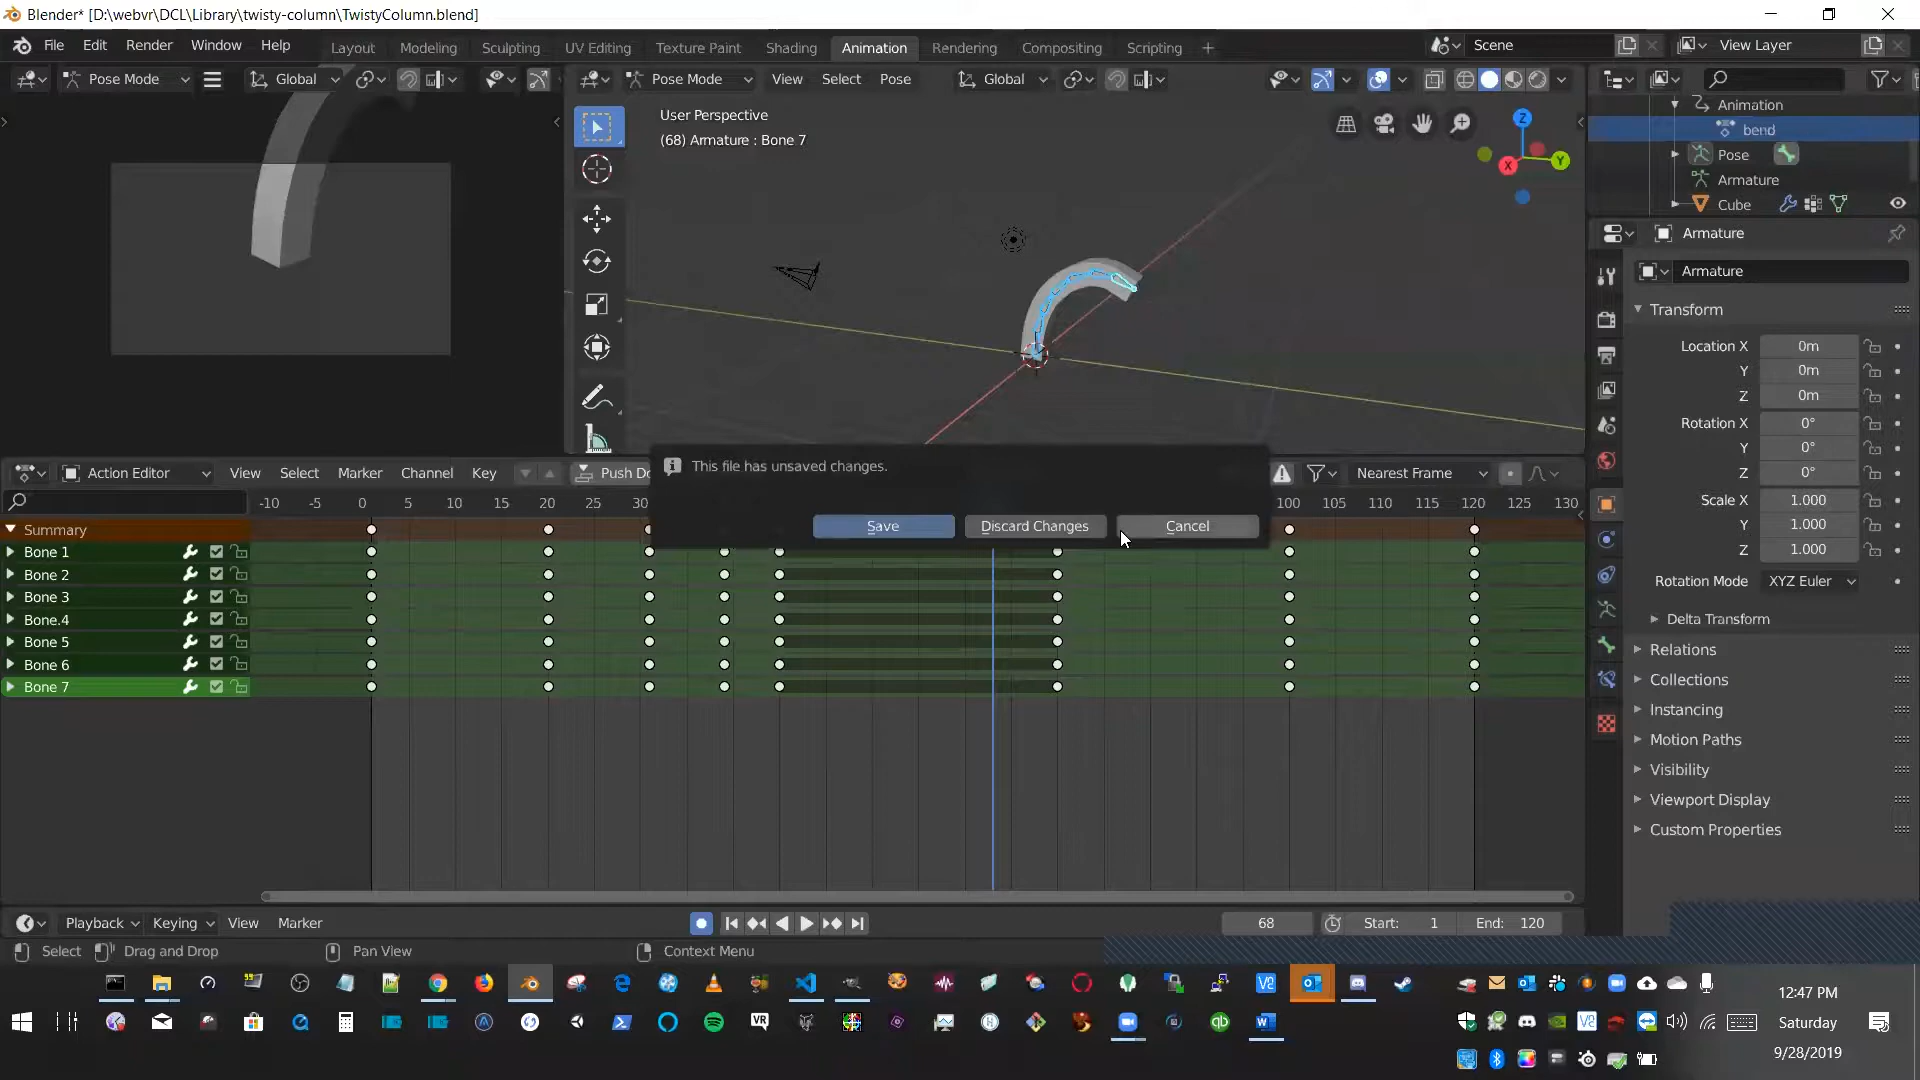 Blender* [D:\webvr\DCL\Library\twisty-column\TwistyColumn.blend]
File Edit Render Window Help Layout Modeling Sculpting UV Editing Texture Paint Shading Animation Rendering Compositing Scripting + Scene View Layer
Pose Mode Global Pose Mode View Select Pose Global
User Perspective
(68) Armature : Bone 7
Z
Y
X
Animation
bend
Pose
Armature
Cube
Armature
Armature
Transform
Location X 0m
Y 0m
Z 0m
Rotation X 0°
Y 0°
Z 0°
Scale X 1.000
Y 1.000
Z 1.000
Rotation Mode XYZ Euler
Delta Transform
Relations
Collections
Instancing
Motion Paths
Visibility
Viewport Display
Custom Properties
This file has unsaved changes.
Save Discard Changes Cancel
Action Editor View Select Marker Channel Key Push Do Nearest Frame
-10 -5 0 5 10 15 20 25 30 100 105 110 115 120 125 130
Summary
Bone 1
Bone 2
Bone 3
Bone.4
Bone 5
Bone 6
Bone 7
Playback Keying View Marker 68 Start: 1 End: 120
Select Drag and Drop Pan View Context Menu
12:47 PM
Saturday
9/28/2019